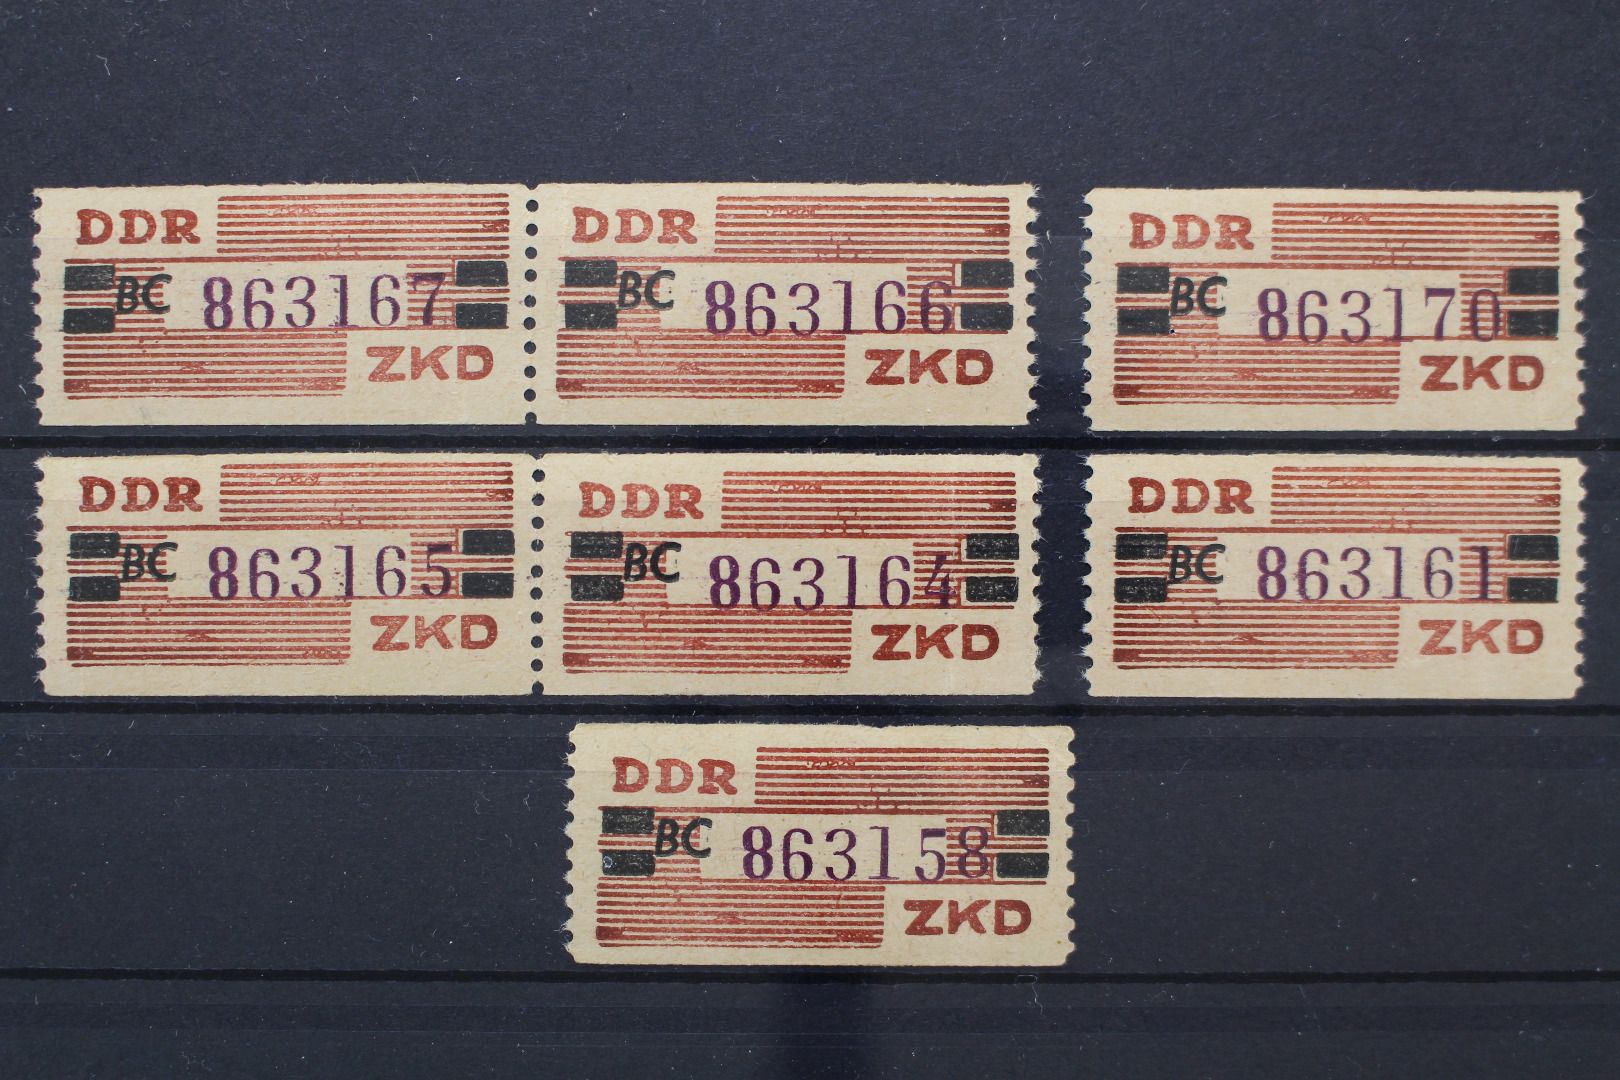 DDR
BC 863167
ZKD
DDR
BC 863166
ZKD
DDR
BC 863170
ZKD
DDR
BC 863165
ZKD
DDR
BC 863164
ZKD
DDR
BC 863161
ZKD
DDR
BC 863158
ZKD